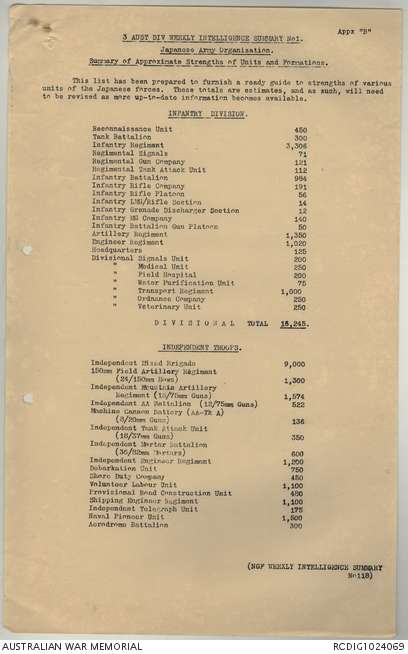 Appx "B"
3 AUST DIV WEEKLY INTELLIGENCE SUMMARY No1.
Japanese Army Organisation.
Summary of Approximate Strengths of Units and Formations.
This list has been prepared to furnish a ready guide to strengths of various
units of the Japanese forces. These totals are estimates, and as such, will need
to be revised as more up-to-date information becomes available.
INFANTRY DIVISION.
Reconnaissance Unit 450
Tank Battalion 300
Infantry Regiment 3,306
Regimental Signals 71
Regimental Gun Company 121
Regimental Tank Attack Unit 112
Infantry Battalion 984
Infantry Rifle Company 191
Infantry Rifle Platoon 56
Infantry LMG/Rifle Section 14
Infantry Grenade Discharger Section 12
Infantry MG Company 140
Infantry Battalion Gun Platoon 50
Artillery Regiment 1,350
Engineer Regiment 1,020
Headquarters 125
Divisional Signals Unit 200
" Medical Unit 250
" Field Hospital 200
" Water Purification Unit 75
" Transport Regiment 1,000
" Ordnance Company 250
" Veterinary Unit 250
DIVISIONAL TOTAL 15,245.
INDEPENDENT TROOPS.
Independent Mixed Brigade 9,000
150mm Field Artillery Regiment
(24/150mm Hows) 1,300
Independent Mountain Artillery
Regiment (18/75mm Guns) 1,574
Independent AA Battalion (12/75mm Guns) 522
Machine Cannon Battery (AA-Tk A)
(8/20mm Guns) 136
Independent Tank Attack Unit
(18/37mm Guns) 350
Independent Mortar Battalion
(36/82mm Mortars) 600
Independent Engineer Regiment 1,200
Debarkation Unit 750
Shore Duty Company 450
Volunteer Labour Unit 1,100
Provisional Road Construction Unit 480
Shipping Engineer Regiment 1,100
Independent Telegraph Unit 175
Naval Pioneer Unit 1,500
Aerodrome Battalion 300
(NGF WEEKLY INTELLIGENCE SUMMARY
No118)
AUSTRALIAN WAR MEMORIAL RCDIG1024069